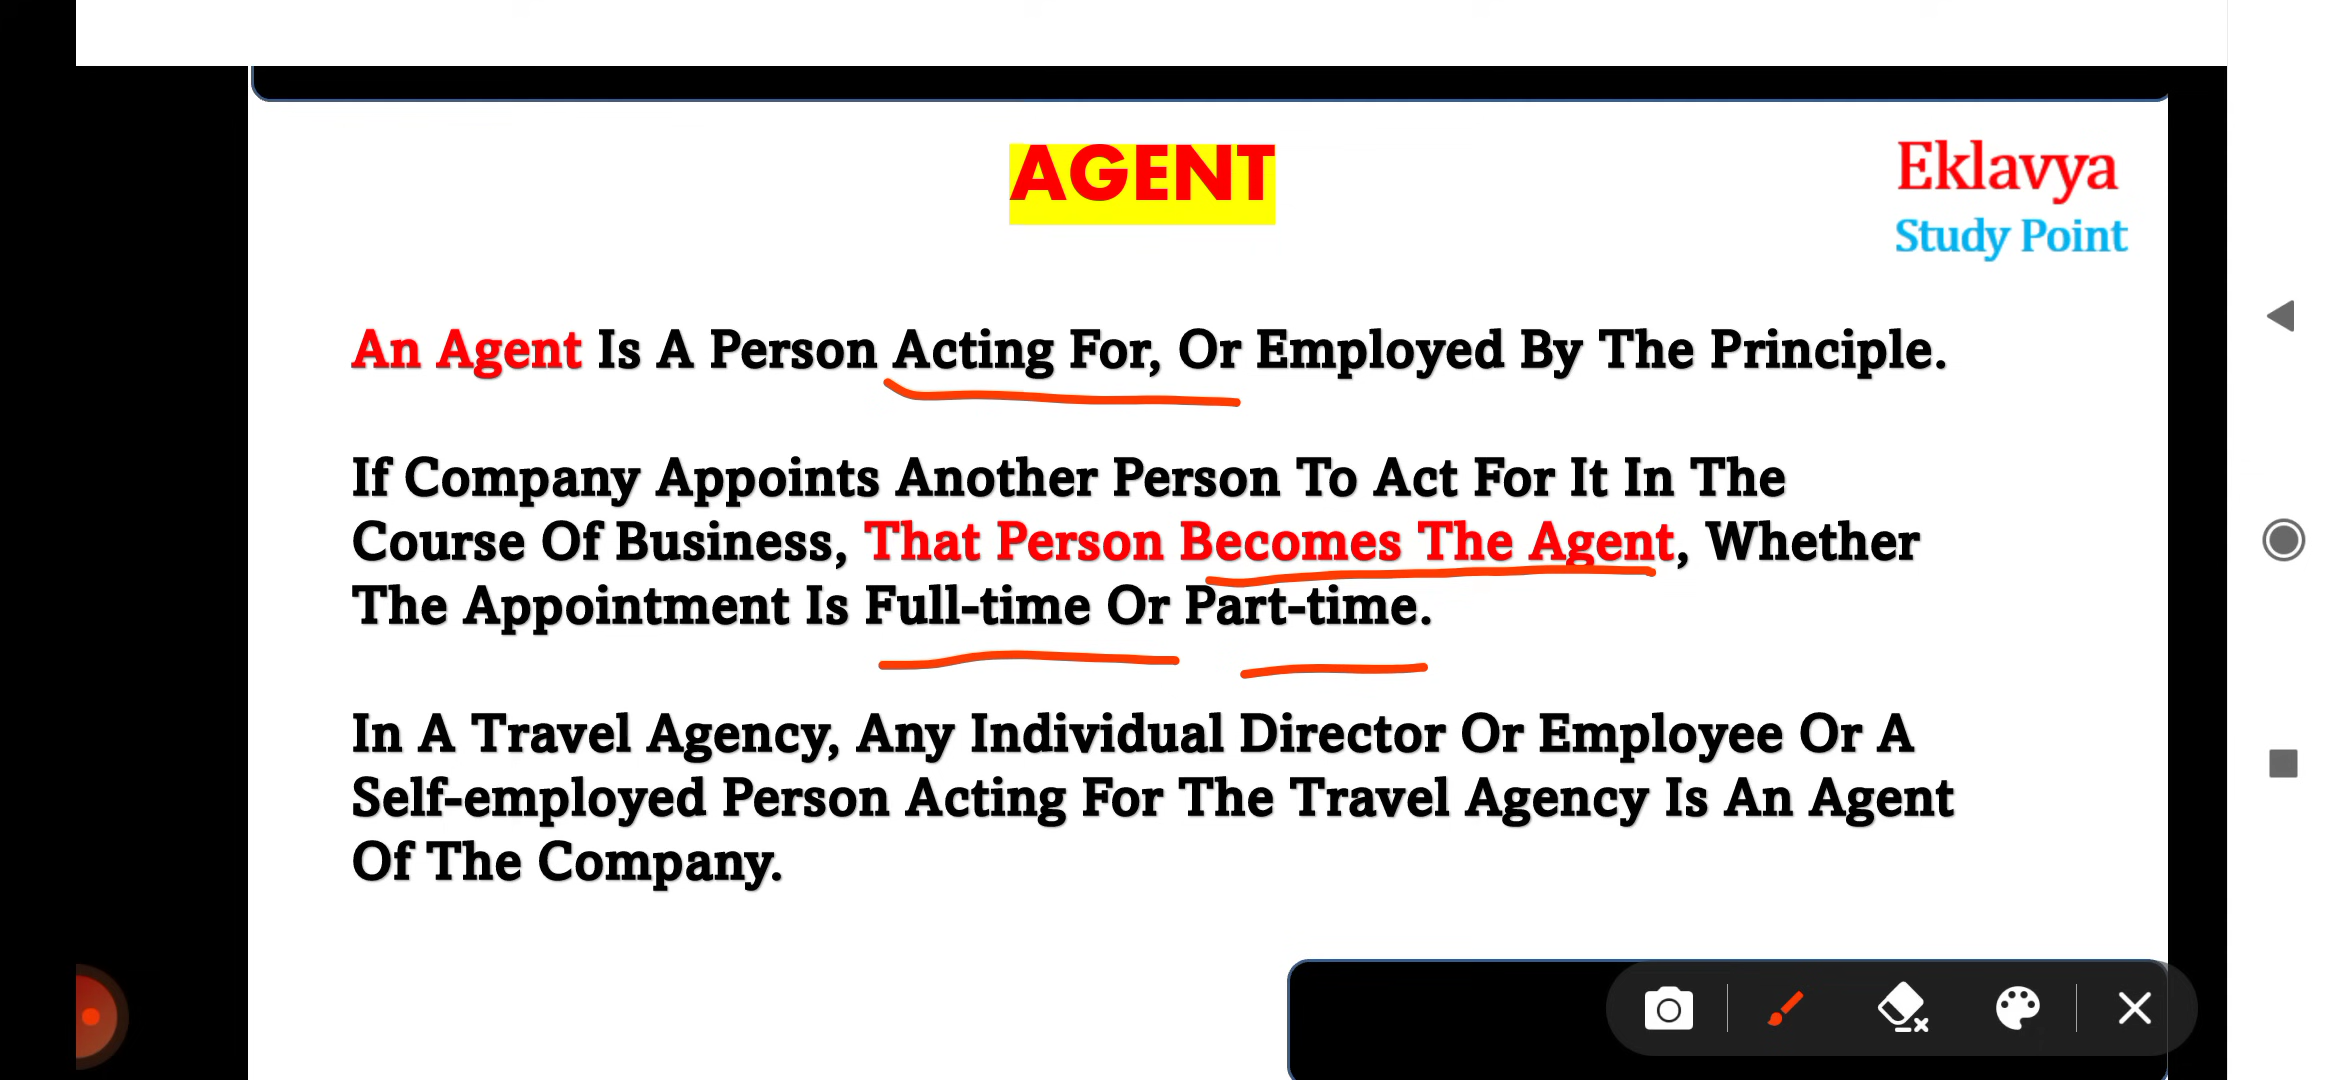 AGENT
Eklavya
Study Point
An Agent Is A Person Acting For, Or Employed By The Principle.
If Company Appoints Another Person To Act For It In The
Course Of Business, That Person Becomes The Agent, Whether
The Appointment Is Full-time Or Part-time.
In A Travel Agency, Any Individual Director Or Employee Or A
Self-employed Person Acting For The Travel Agency Is An Agent
Of The Company.